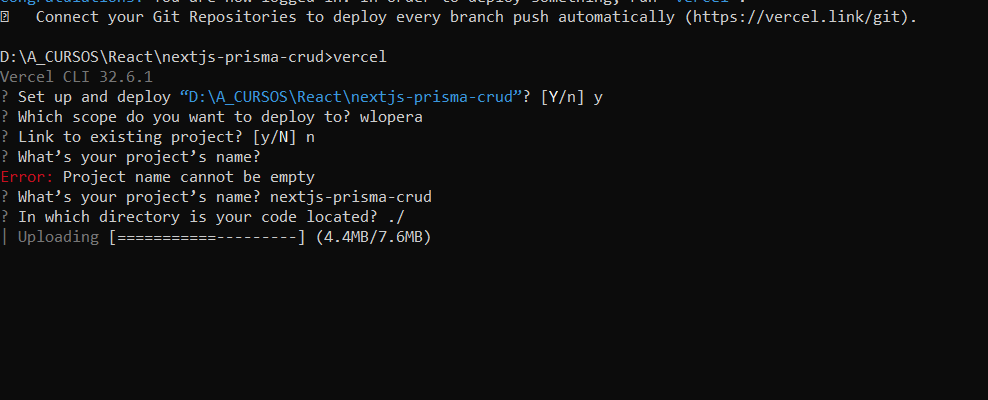 Congratulations! You are now logged in. In order to deploy something, run `vercel`.
Connect your Git Repositories to deploy every branch push automatically (https://vercel.link/git).
D:\A_CURSOS\React\nextjs-prisma-crud>vercel
Vercel CLI 32.6.1
? Set up and deploy “D:\A_CURSOS\React\nextjs-prisma-crud”? [Y/n] y
? Which scope do you want to deploy to? wlopera
? Link to existing project? [y/N] n
? What’s your project’s name?
Error: Project name cannot be empty
? What’s your project’s name? nextjs-prisma-crud
? In which directory is your code located? ./
| Uploading [===========---------] (4.4MB/7.6MB)